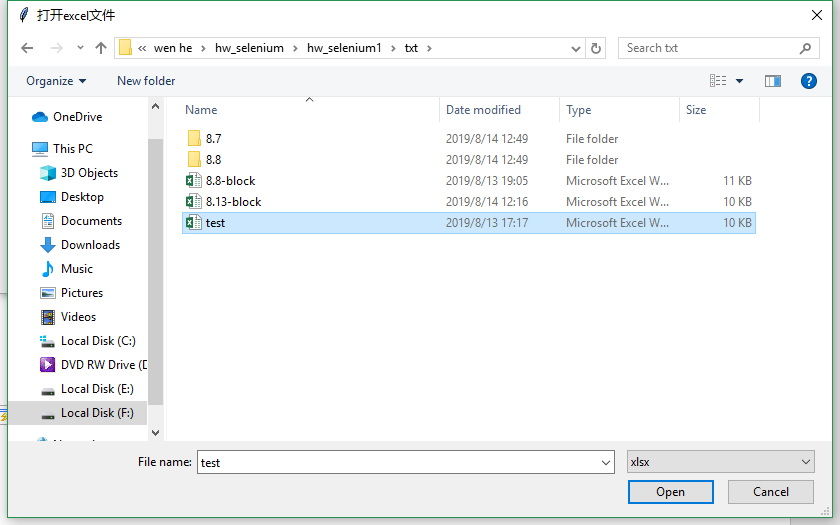 打开excel文件
« wen he › hw_selenium › hw_selenium1 › txt ›
Search txt
Organize
New folder
Name Date modified Type Size
OneDrive
This PC
3D Objects
Desktop
Documents
Downloads
Music
Pictures
Videos
Local Disk (C:)
DVD RW Drive (D
Local Disk (E:)
Local Disk (F:)
8.7 2019/8/14 12:49 File folder
8.8 2019/8/14 12:49 File folder
8.8-block 2019/8/13 19:05 Microsoft Excel W... 11 KB
8.13-block 2019/8/14 12:16 Microsoft Excel W... 10 KB
test 2019/8/13 17:17 Microsoft Excel W... 10 KB
File name: test xlsx
Open Cancel